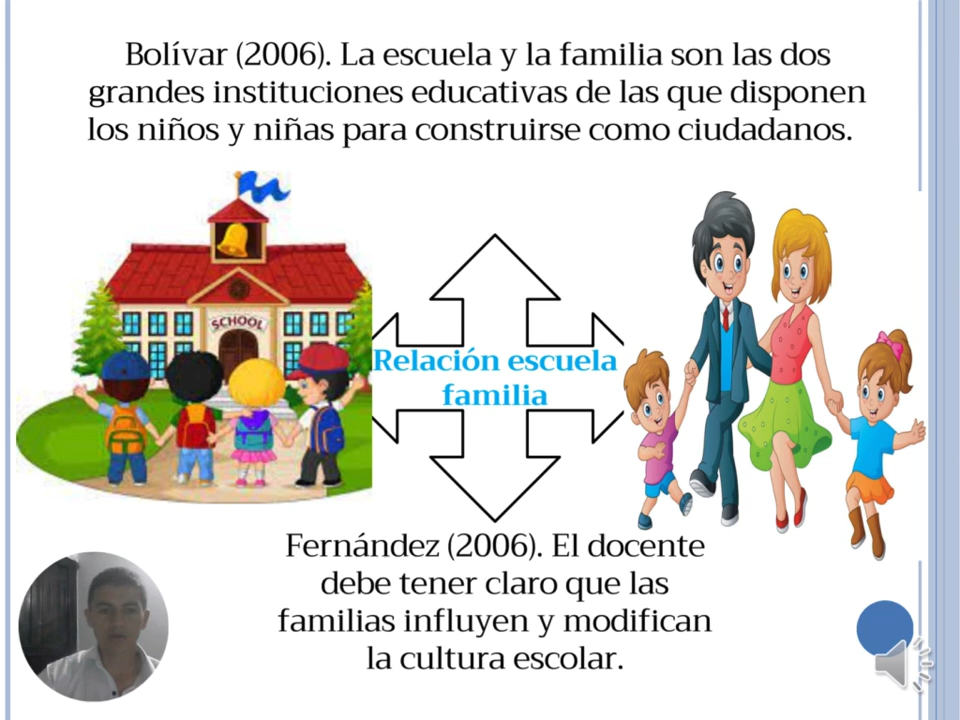 Bolívar (2006). La escuela y la familia son las dos
grandes instituciones educativas de las que disponen
los niños y niñas para construirse como ciudadanos.
SCHOOL
Relación escuela
familia
Fernández (2006). El docente
debe tener claro que las
familias influyen y modifican
la cultura escolar.